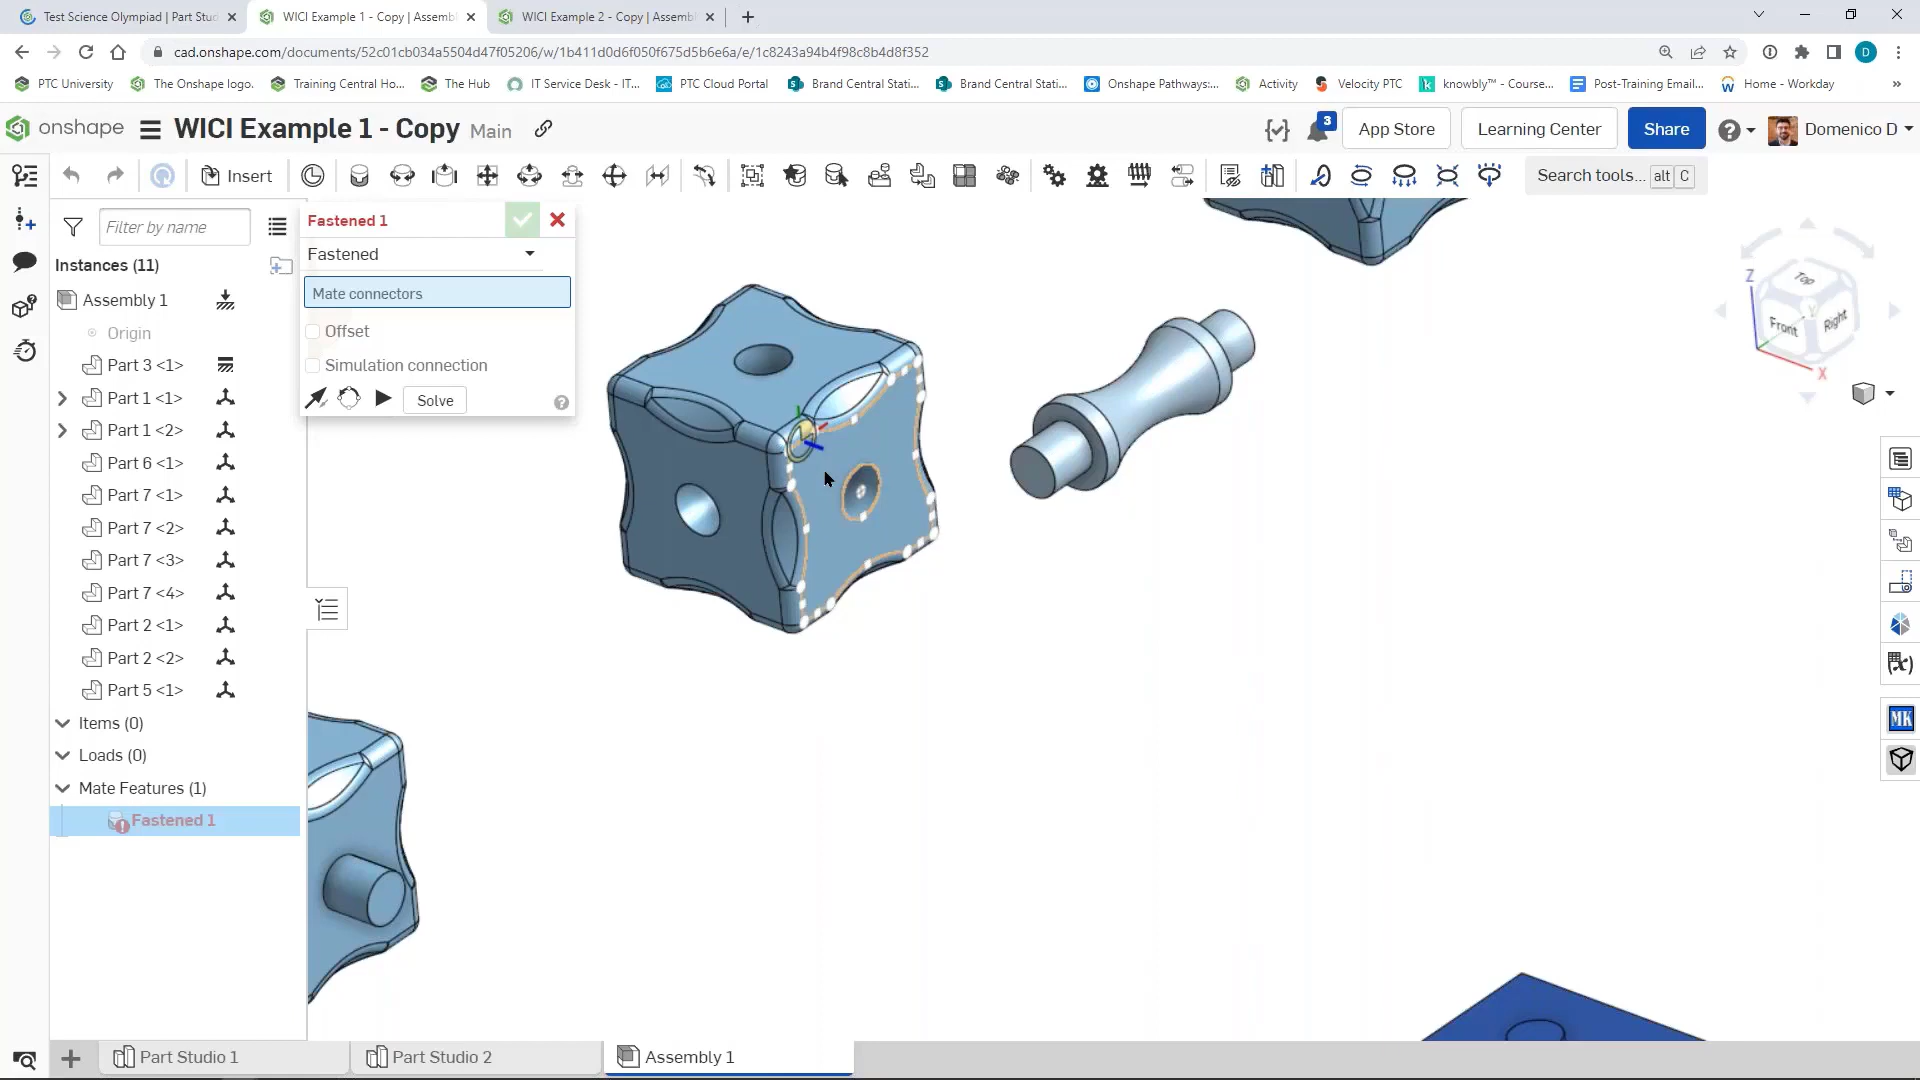 Test Science Olympiad | Part Stud
WICI Example 1 - Copy | Assembl
WICI Example 2 - Copy | Assembl
cad.onshape.com/documents/52c01cb034a5504d47f05206/w/1b411d0d6f050f675d5b6e6a/e/1c8243a94b4f98c8b4d8f352
D
PTC University
The Onshape logo.
Training Central Ho...
The Hub
IT Service Desk - IT...
PTC Cloud Portal
Brand Central Stati...
Brand Central Stati...
Onshape Pathways:...
Activity
Velocity PTC
knowbly™ - Course...
Post-Training Email...
Home - Workday
onshape
WICI Example 1 - Copy
Main
3
App Store
Learning Center
Share
Domenico D
Insert
Search tools...
alt
C
Filter by name
Instances (11)
Assembly 1
Origin
Part 3 <1>
Part 1 <1>
Part 1 <2>
Part 6 <1>
Part 7 <1>
Part 7 <2>
Part 7 <3>
Part 7 <4>
Part 2 <1>
Part 2 <2>
Part 5 <1>
Items (0)
Loads (0)
Mate Features (1)
Fastened 1
Fastened 1
Fastened
Mate connectors
Offset
Simulation connection
Solve
Z
Top
Y
Front
Right
X
MK
Part Studio 1
Part Studio 2
Assembly 1